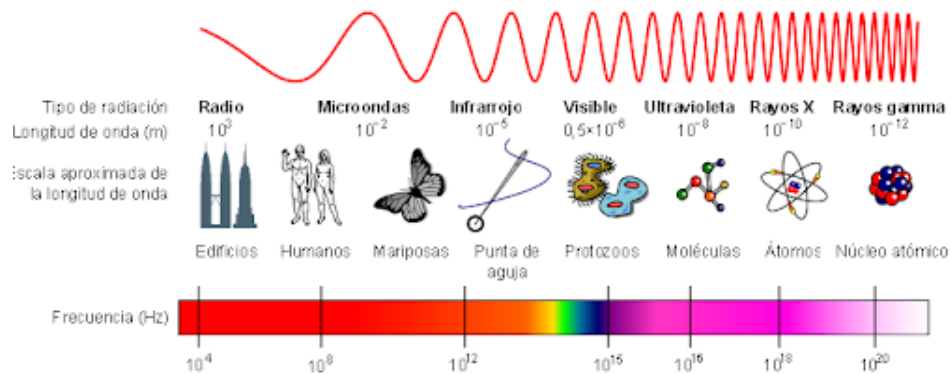 Tipo de radiación Radio Microondas Infrarrojo Visible Ultravioleta Rayos X Rayos gamma
Longitud de onda (m) 10³ 10⁻² 10⁻⁵ 0,5×10⁻⁶ 10⁻⁸ 10⁻¹⁰ 10⁻¹²
Escala aproximada de
la longitud de onda
Edificios Humanos Mariposas Punta de Protozoos Moléculas Átomos Núcleo atómico
aguja
Frecuencia (Hz)
10⁴ 10⁸ 10¹² 10¹⁵ 10¹⁶ 10¹⁸ 10²⁰